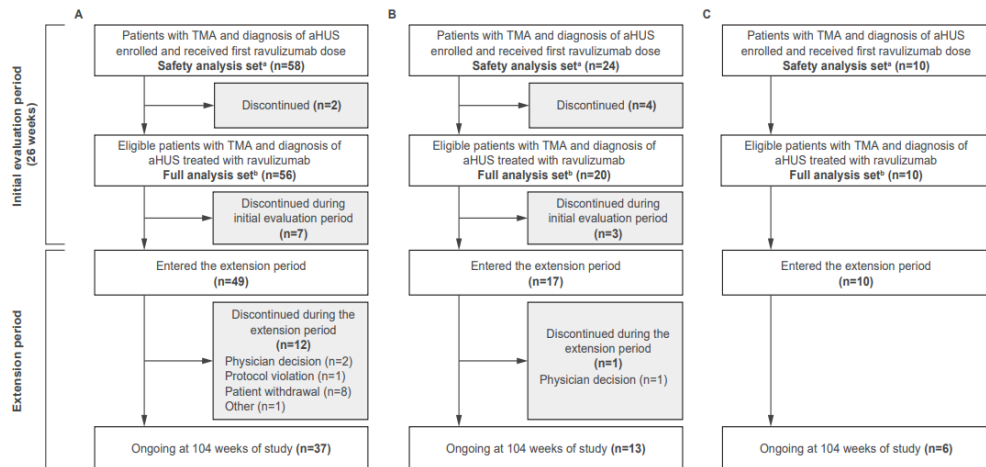 A
Patients with TMA and diagnosis of aHUS
enrolled and received first ravulizumab dose
Safety analysis setᵃ (n=58)
Discontinued (n=2)
Eligible patients with TMA and diagnosis of
aHUS treated with ravulizumab
Full analysis setᵇ (n=56)
Discontinued during
initial evaluation period
(n=7)
Entered the extension period
(n=49)
Discontinued during the
extension period
(n=12)
Physician decision (n=2)
Protocol violation (n=1)
Patient withdrawal (n=8)
Other (n=1)
Ongoing at 104 weeks of study (n=37)
B
Patients with TMA and diagnosis of aHUS
enrolled and received first ravulizumab dose
Safety analysis setᵃ (n=24)
Discontinued (n=4)
Eligible patients with TMA and diagnosis of
aHUS treated with ravulizumab
Full analysis setᵇ (n=20)
Discontinued during
initial evaluation period
(n=3)
Entered the extension period
(n=17)
Discontinued during the
extension period
(n=1)
Physician decision (n=1)
Ongoing at 104 weeks of study (n=13)
C
Patients with TMA and diagnosis of aHUS
enrolled and received first ravulizumab dose
Safety analysis setᵃ (n=10)
Eligible patients with TMA and diagnosis of
aHUS treated with ravulizumab
Full analysis setᵇ (n=10)
Entered the extension period
(n=10)
Ongoing at 104 weeks of study (n=6)
Initial evaluation period
(26 weeks)
Extension period